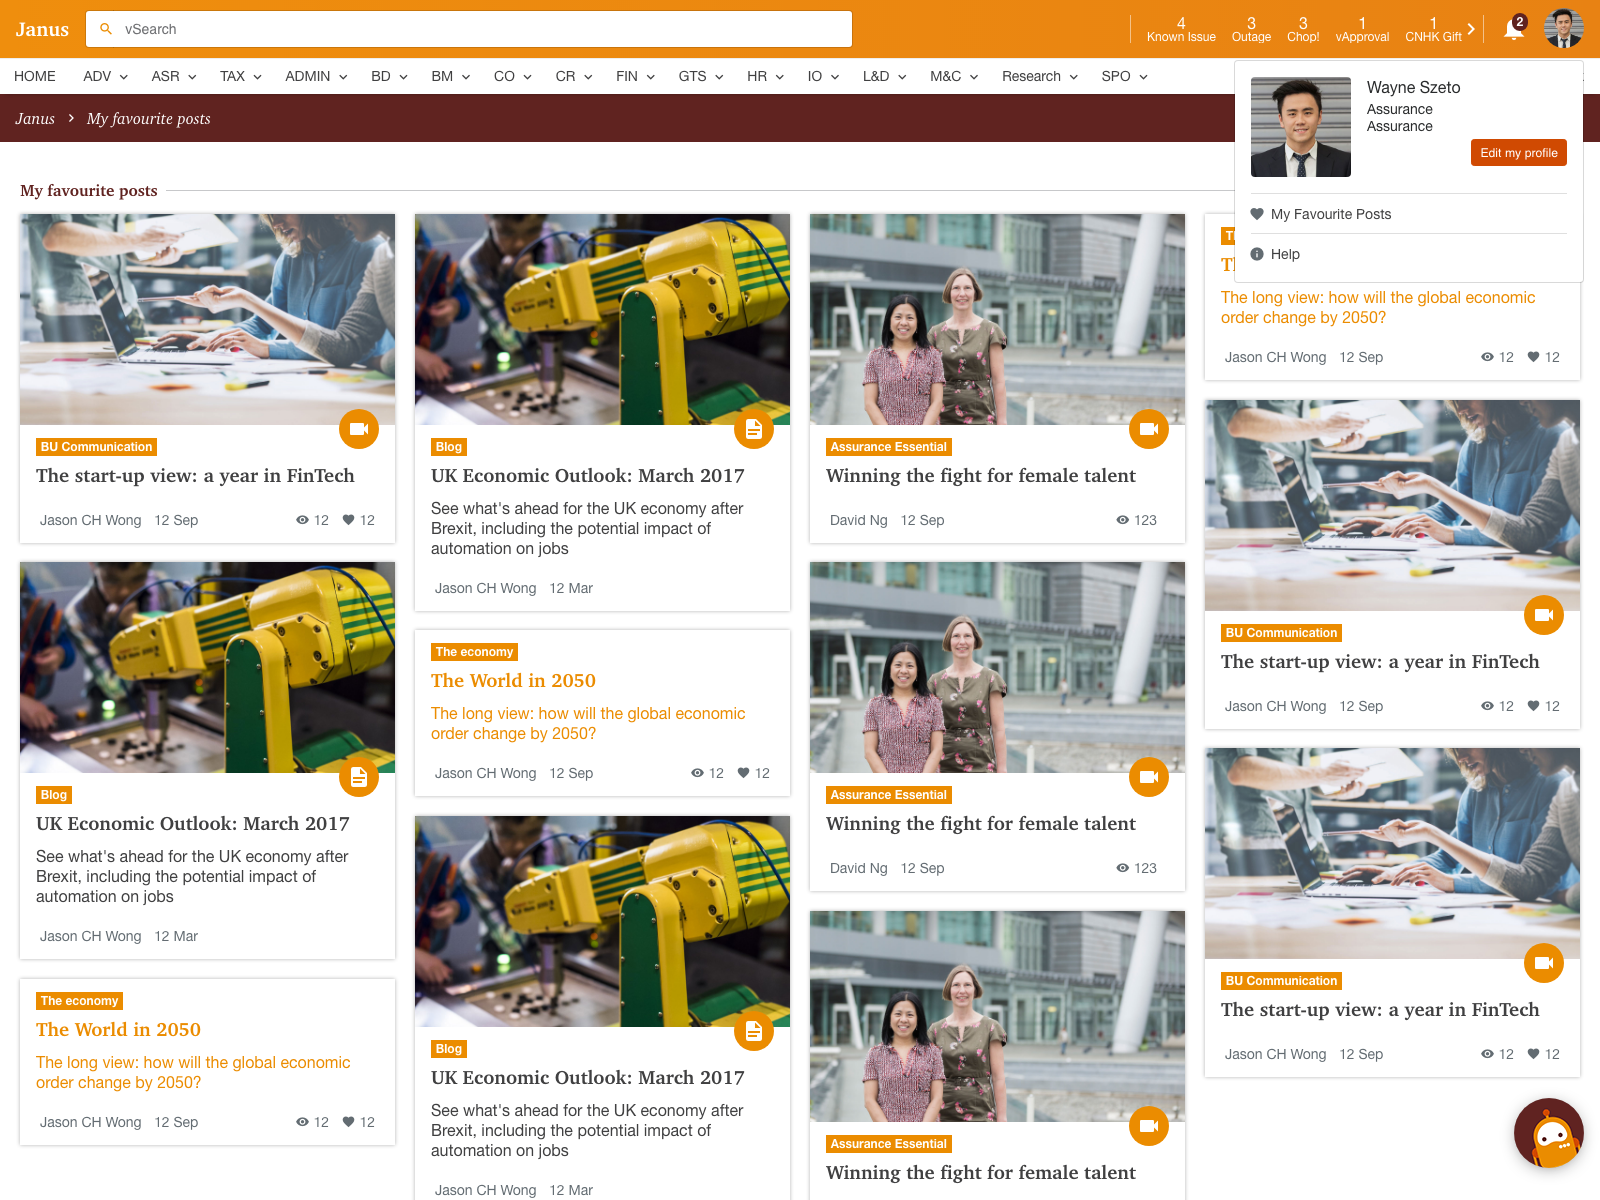 Janus
vSearch
4
Known Issue
3
Outage
3
Chop!
1
vApproval
1
CNHK Gift
2
HOME
ADV
ASR
TAX
ADMIN
BD
BM
CO
CR
FIN
GTS
HR
IO
L&D
M&C
Research
SPO
Janus
My favourite posts
Wayne Szeto
Assurance
Assurance
Edit my profile
My Favourite Posts
Help
My favourite posts
BU Communication
The start-up view: a year in FinTech
Jason CH Wong 12 Sep 12 12
Blog
UK Economic Outlook: March 2017
See what's ahead for the UK economy after
Brexit, including the potential impact of
automation on jobs
Jason CH Wong 12 Mar
The economy
The World in 2050
The long view: how will the global economic
order change by 2050?
Jason CH Wong 12 Sep 12 12
Blog
UK Economic Outlook: March 2017
See what's ahead for the UK economy after
Brexit, including the potential impact of
automation on jobs
Jason CH Wong 12 Mar
The economy
The World in 2050
The long view: how will the global economic
order change by 2050?
Jason CH Wong 12 Sep 12 12
Blog
UK Economic Outlook: March 2017
See what's ahead for the UK economy after
Brexit, including the potential impact of
automation on jobs
Jason CH Wong 12 Mar
Assurance Essential
Winning the fight for female talent
David Ng 12 Sep 123
Assurance Essential
Winning the fight for female talent
David Ng 12 Sep 123
Assurance Essential
Winning the fight for female talent
The long view: how will the global economic
order change by 2050?
Jason CH Wong 12 Sep 12 12
BU Communication
The start-up view: a year in FinTech
Jason CH Wong 12 Sep 12 12
BU Communication
The start-up view: a year in FinTech
Jason CH Wong 12 Sep 12 12